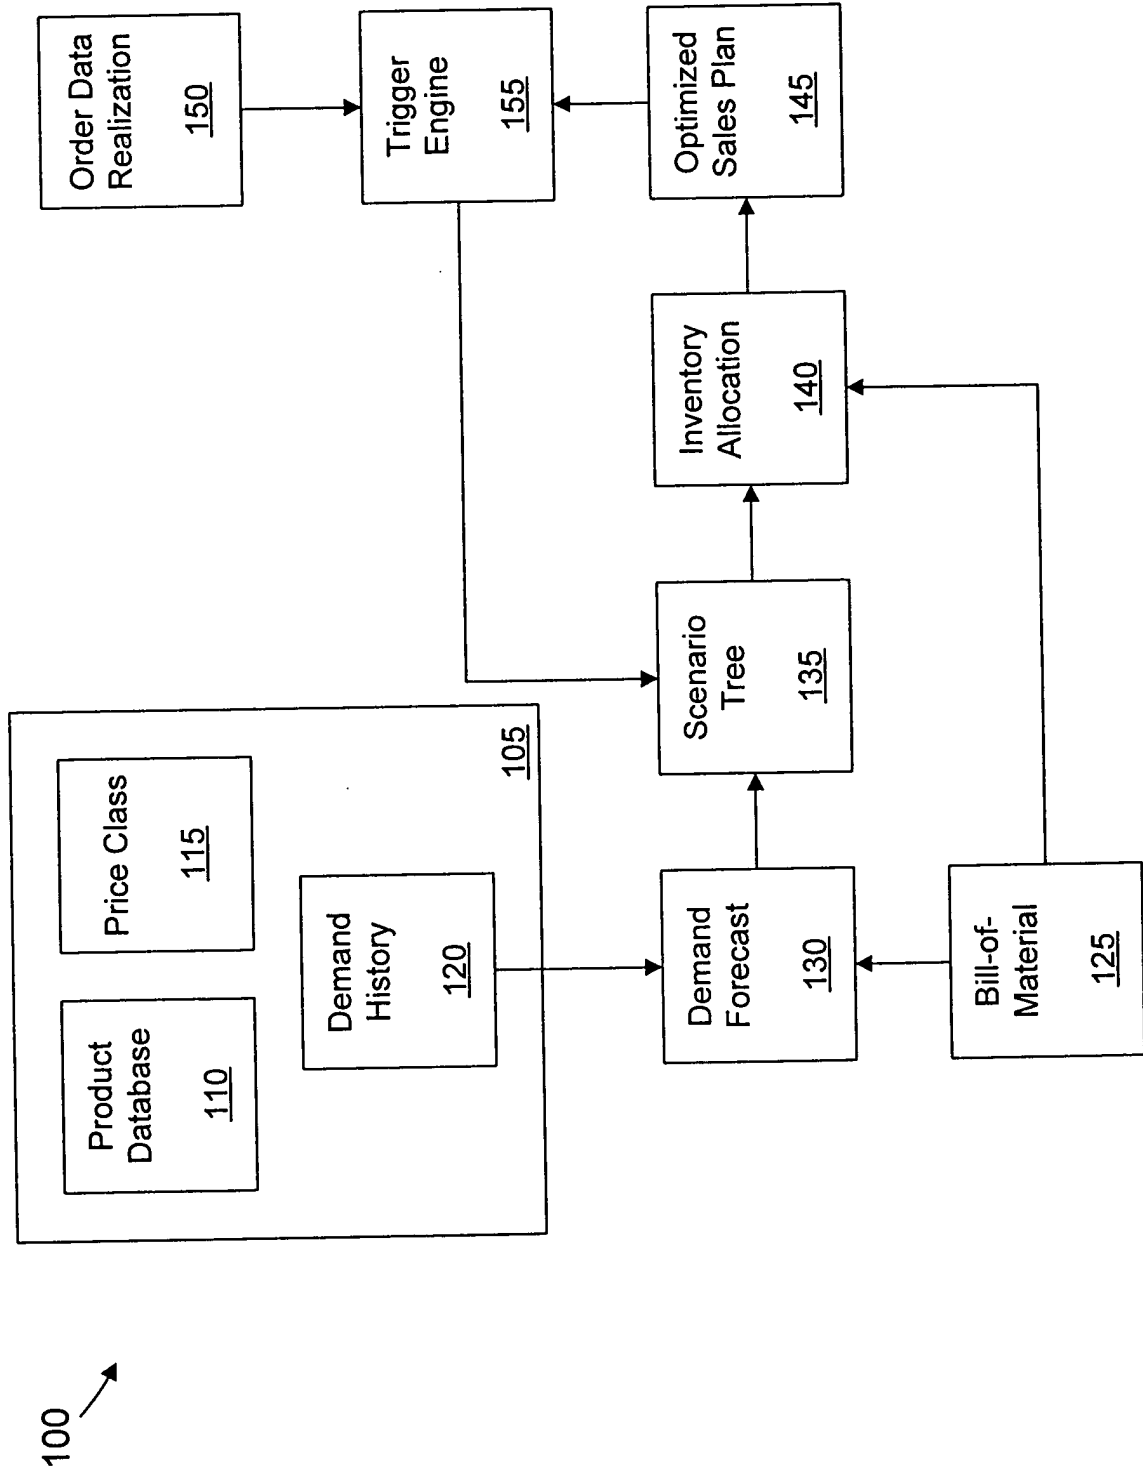 100
Product
Database
110
Price Class
115
Demand
History
120
105
Order Data
Realization
150
Trigger
Engine
155
Demand
Forecast
130
Scenario
Tree
135
Inventory
Allocation
140
Optimized
Sales Plan
145
Bill-of-
Material
125